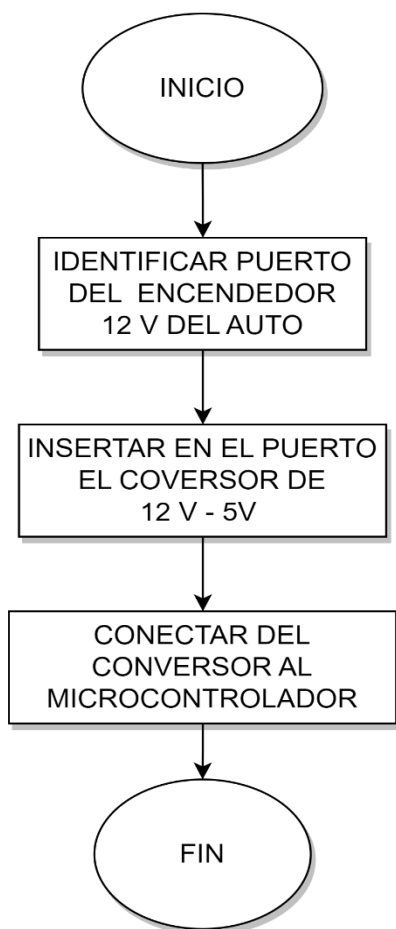 INICIO
IDENTIFICAR PUERTO
DEL ENCENDEDOR
12 V DEL AUTO
INSERTAR EN EL PUERTO
EL COVERSOR DE
12 V - 5V
CONECTAR DEL
CONVERSOR AL
MICROCONTROLADOR
FIN